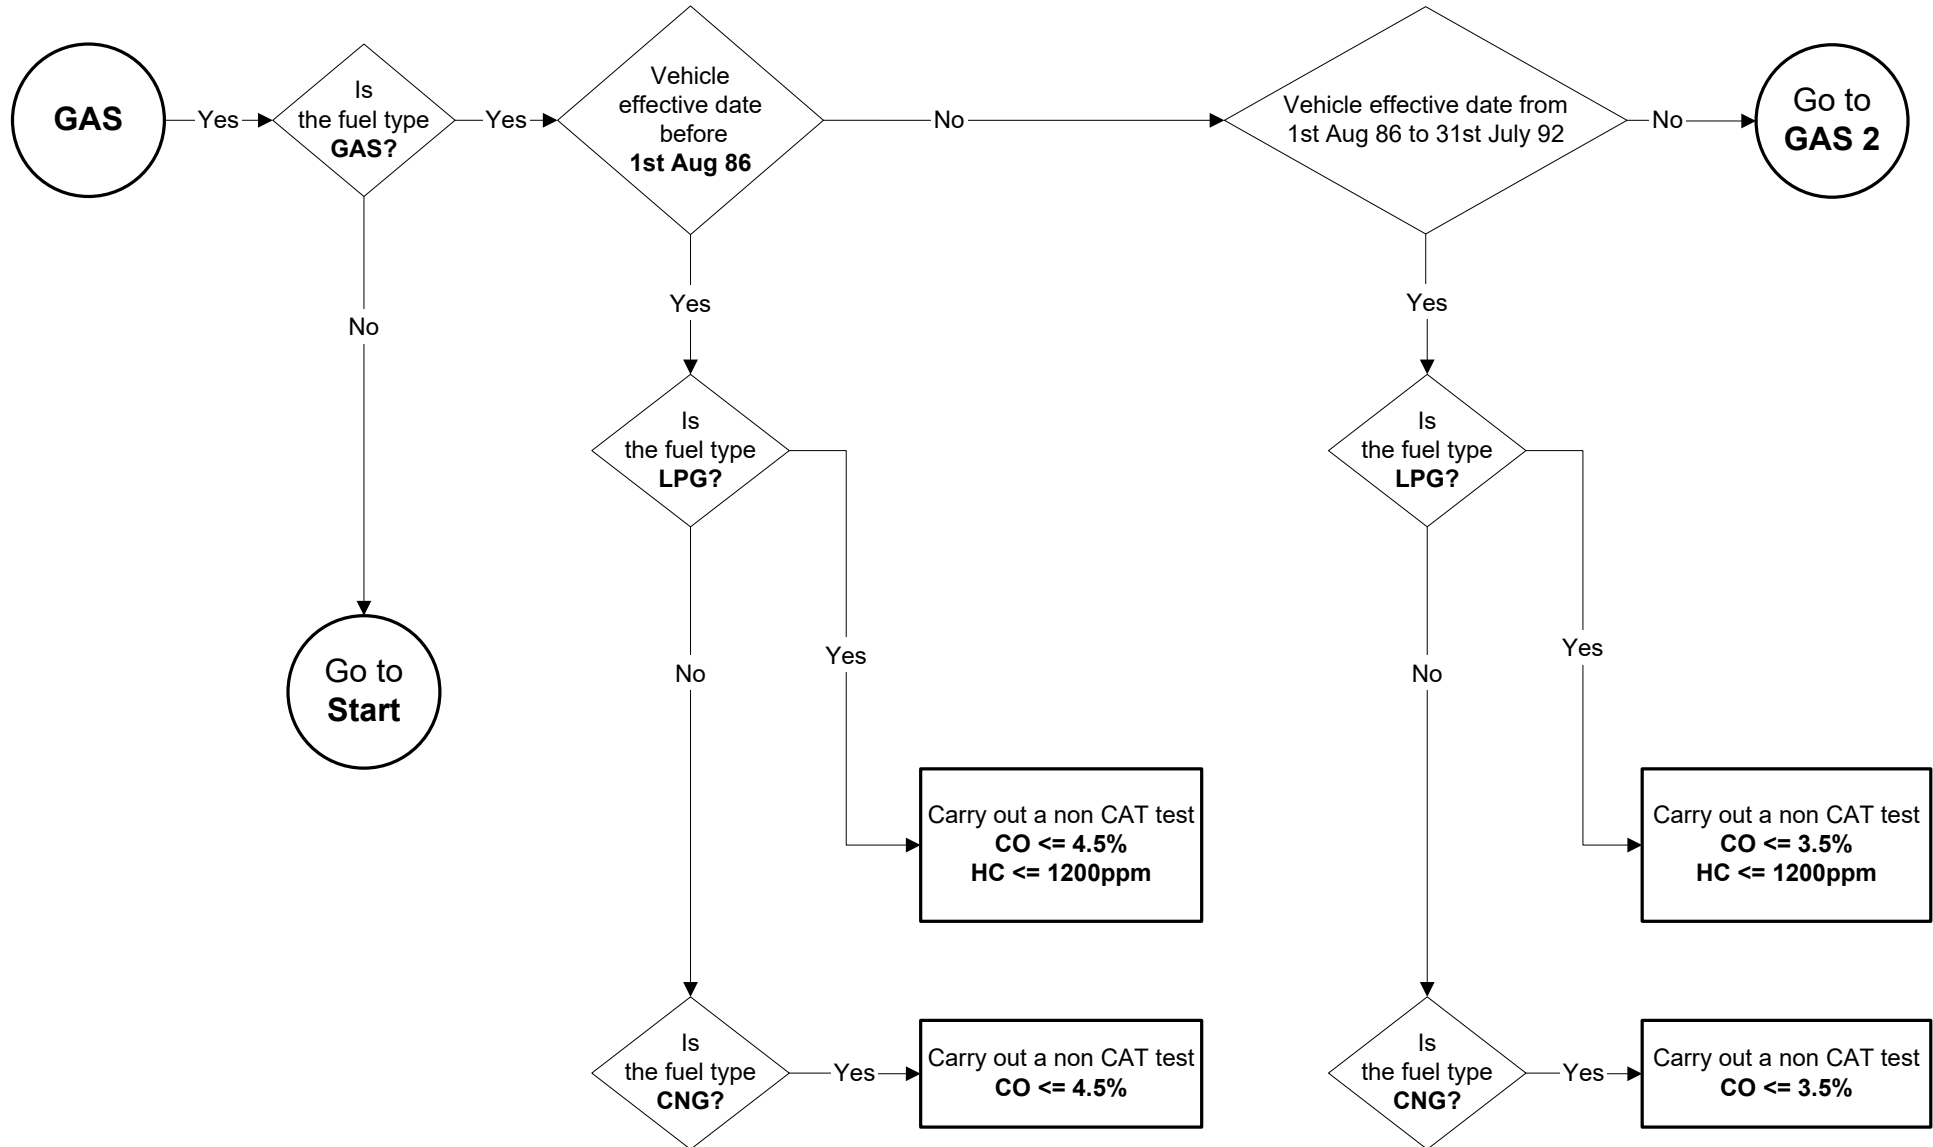 GAS
Yes
Is
the fuel type
GAS?
Yes
Vehicle
effective date
before
1st Aug 86
No
Vehicle effective date from
1st Aug 86 to 31st July 92
No
Go to
GAS 2
No
Go to
Start
Yes
Is
the fuel type
LPG?
Yes
No
Carry out a non CAT test
CO <= 4.5%
HC <= 1200ppm
Is
the fuel type
CNG?
Yes
Carry out a non CAT test
CO <= 4.5%
Yes
Is
the fuel type
LPG?
Yes
No
Carry out a non CAT test
CO <= 3.5%
HC <= 1200ppm
Is
the fuel type
CNG?
Yes
Carry out a non CAT test
CO <= 3.5%